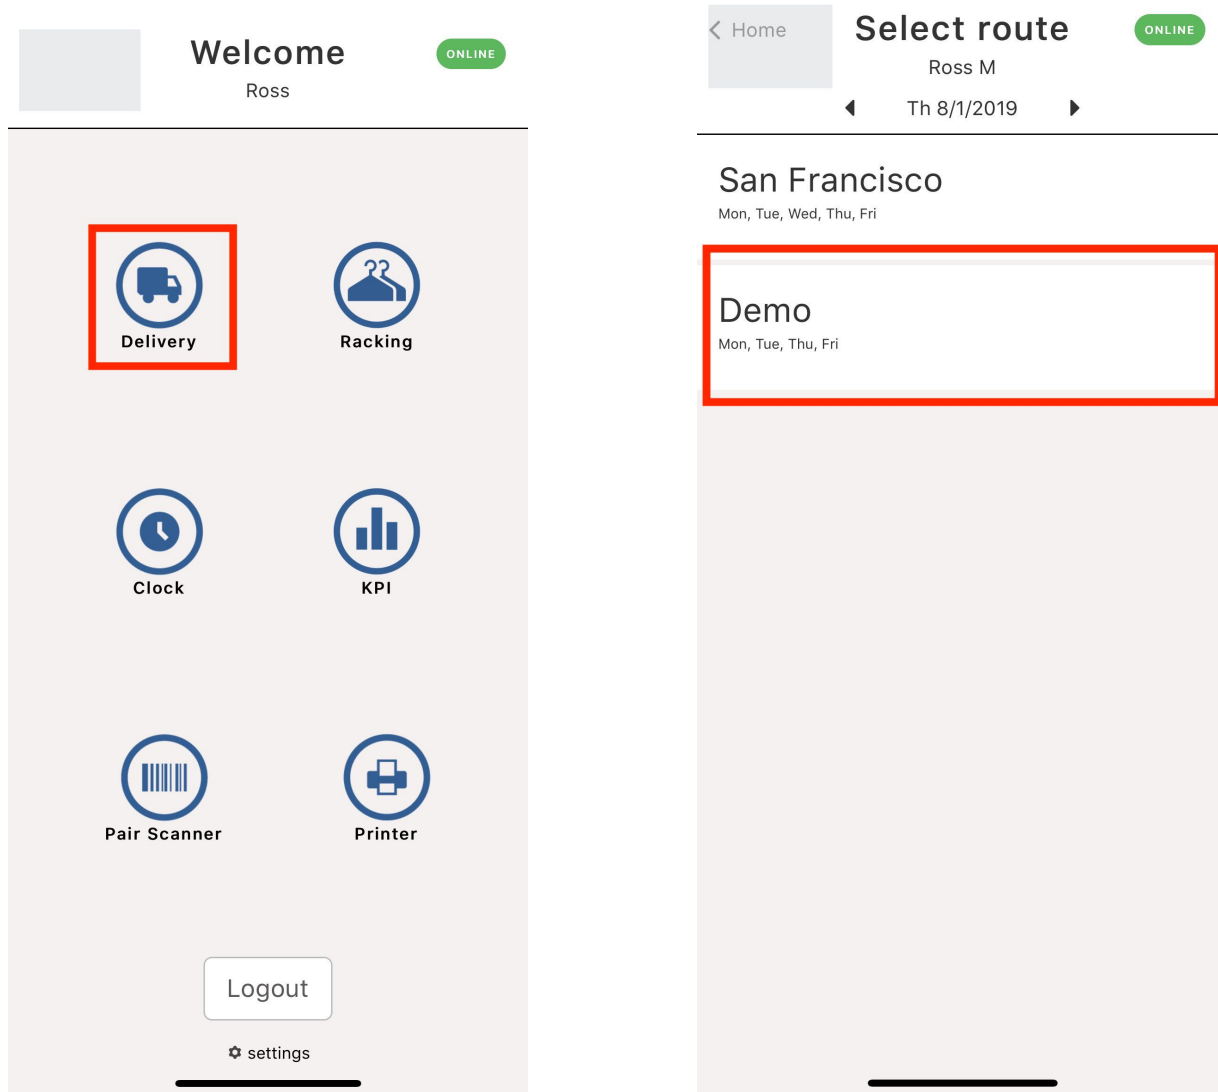 Welcome
ONLINE
Ross
Delivery
Racking
Clock
KPI
Pair Scanner
Printer
Logout
settings
Home
Select route
ONLINE
Ross M
Th 8/1/2019
San Francisco
Mon, Tue, Wed, Thu, Fri
Demo
Mon, Tue, Thu, Fri